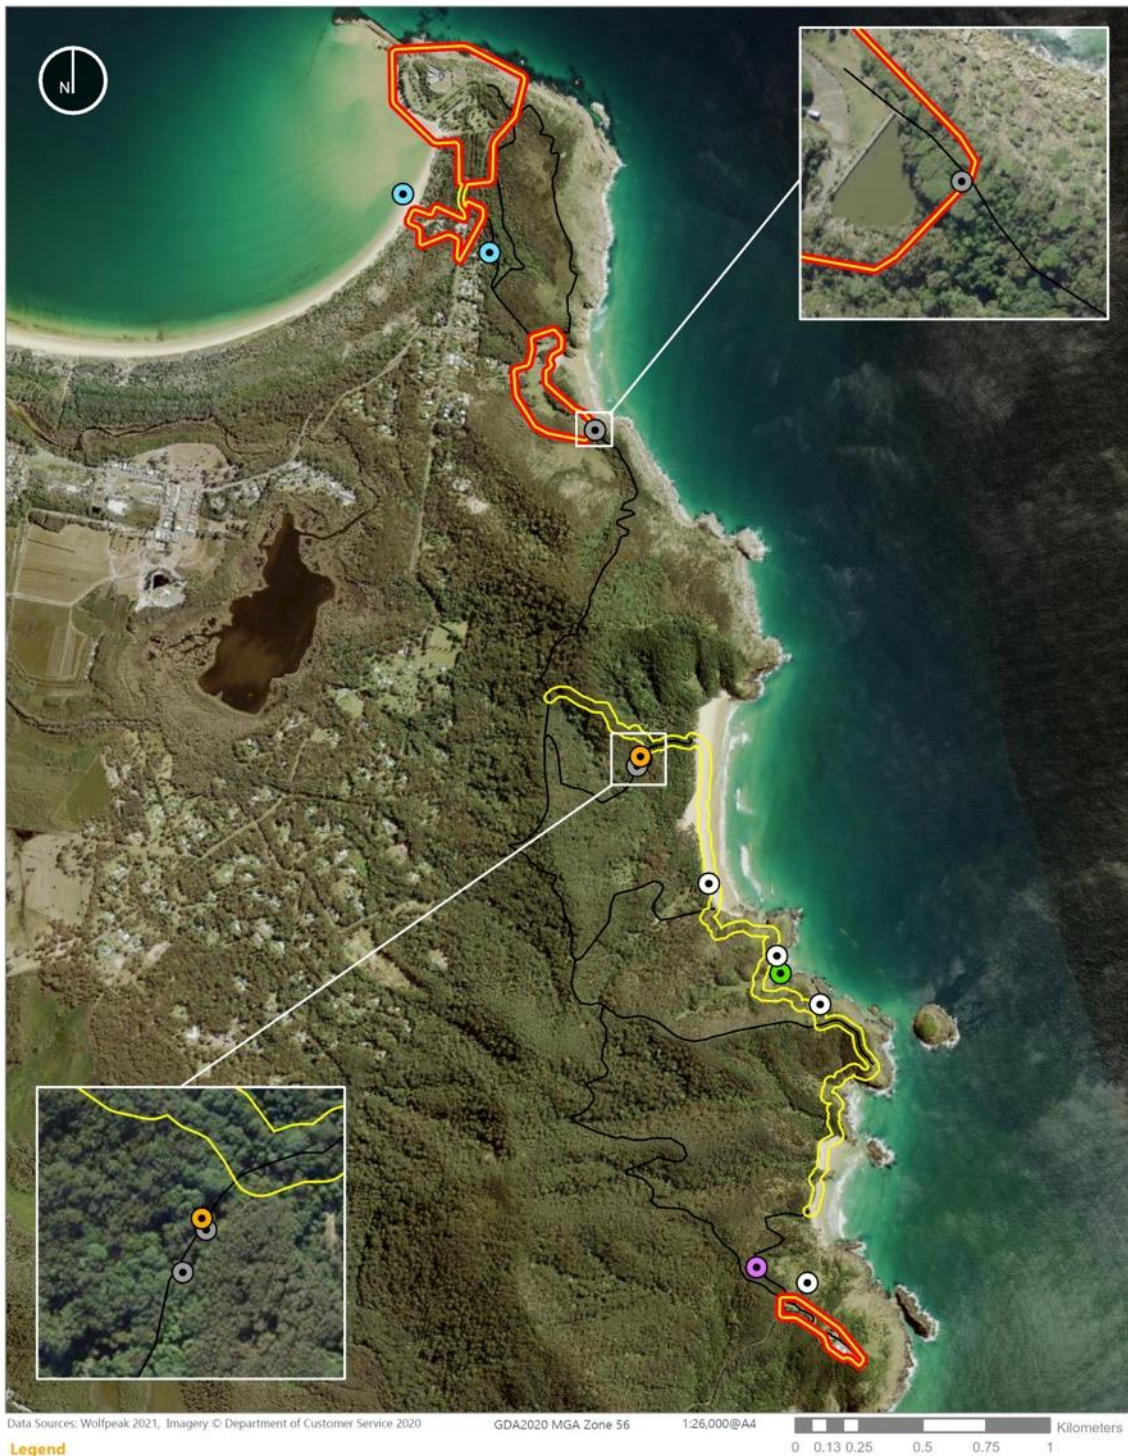 N
Data Sources: Wolfpeak 2021, Imagery © Department of Customer Service 2020 GDA2020 MGA Zone 56 1:26,000@A4 Kilometers
0 0.13 0.25 0.5 0.75 1
Legend